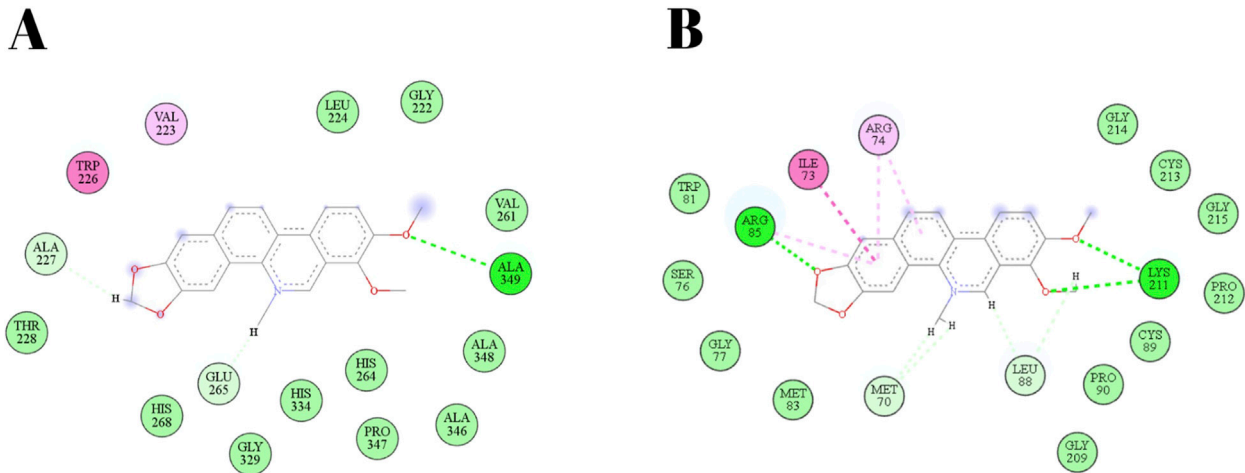 A
B
LEU
224
GLY
222
VAL
223
TRP
226
VAL
261
ALA
227
ALA
349
THR
228
GLU
265
HIS
264
ALA
348
HIS
334
HIS
268
ALA
346
PRO
347
GLY
329
O
O
O
O
N
H
H
GLY
214
ARG
74
ILE
73
CYS
213
TRP
81
GLY
215
ARG
85
LYS
211
SER
76
PRO
212
CYS
89
GLY
77
LEU
88
PRO
90
MET
83
MET
70
GLY
209
O
O
O
O
N
H
H
H
H